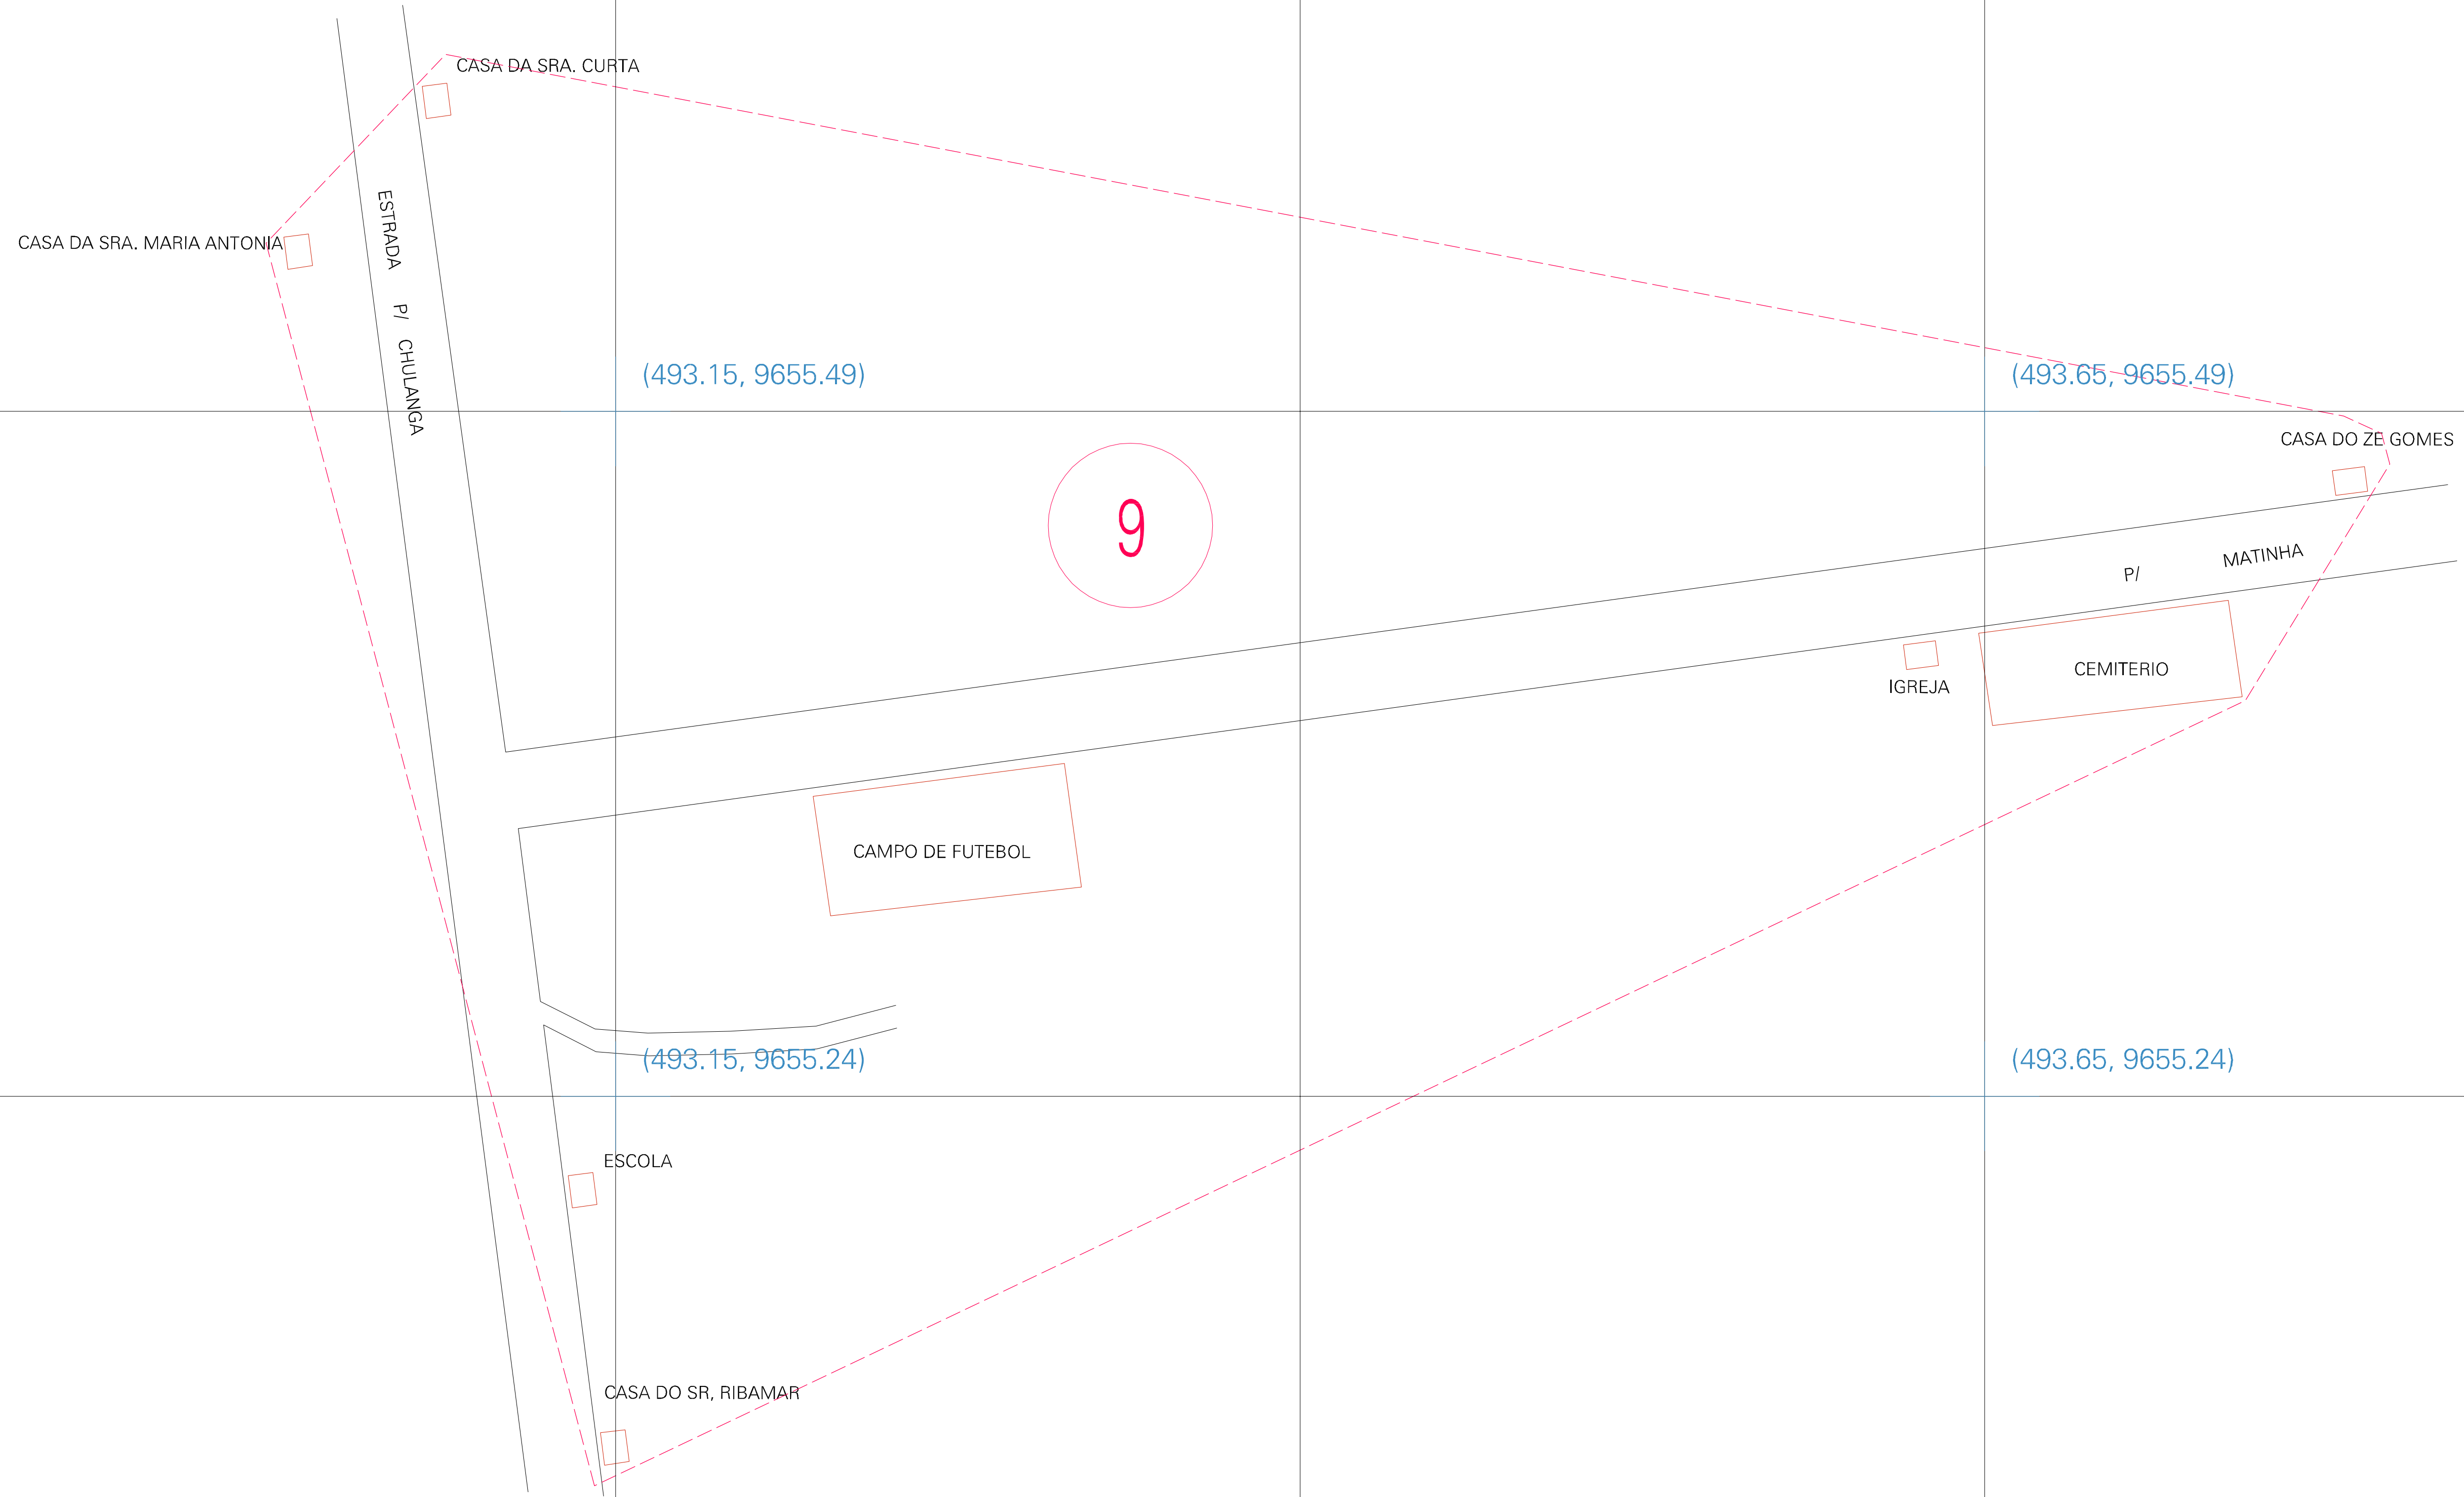 CASA DA SRA. CURTA
CASA DA SRA. MARIA ANTONIA
ESTRADA P/ CHULANGA
(493.15, 9655.49)
(493.65, 9655.49)
CASA DO ZE GOMES
9
P/ MATINHA
IGREJA
CEMITERIO
CAMPO DE FUTEBOL
(493.15, 9655.24)
(493.65, 9655.24)
ESCOLA
CASA DO SR, RIBAMAR